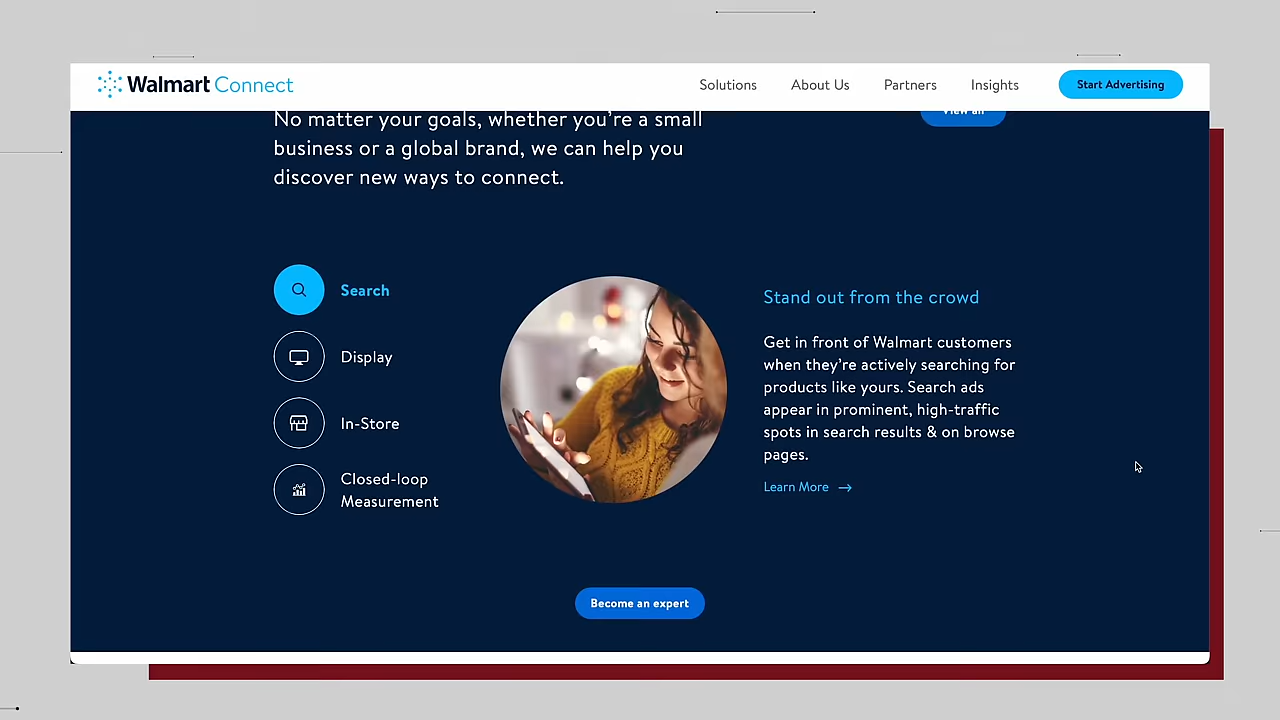 Walmart Connect
Solutions
About Us
Partners
Insights
Start Advertising
No matter your goals, whether you're a small
business or a global brand, we can help you
discover new ways to connect.
View all
Search
Display
In-Store
Closed-loop
Measurement
Stand out from the crowd
Get in front of Walmart customers
when they're actively searching for
products like yours. Search ads
appear in prominent, high-traffic
spots in search results & on browse
pages.
Learn More →
Become an expert